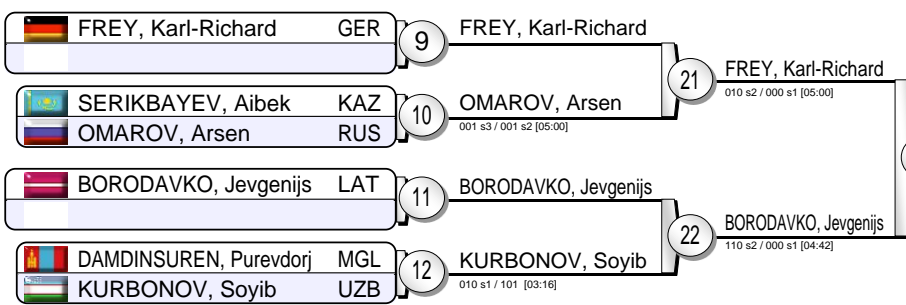 FREY, Karl-Richard GER
9
FREY, Karl-Richard
SERIKBAYEV, Aibek KAZ
OMAROV, Arsen RUS
10
OMAROV, Arsen
001 s3 / 001 s2 [05:00]
21
FREY, Karl-Richard
010 s2 / 000 s1 [05:00]
BORODAVKO, Jevgenijs LAT
11
BORODAVKO, Jevgenijs
DAMDINSUREN, Purevdorj MGL
KURBONOV, Soyib UZB
12
KURBONOV, Soyib
010 s1 / 101 [03:16]
22
BORODAVKO, Jevgenijs
110 s2 / 000 s1 [04:42]